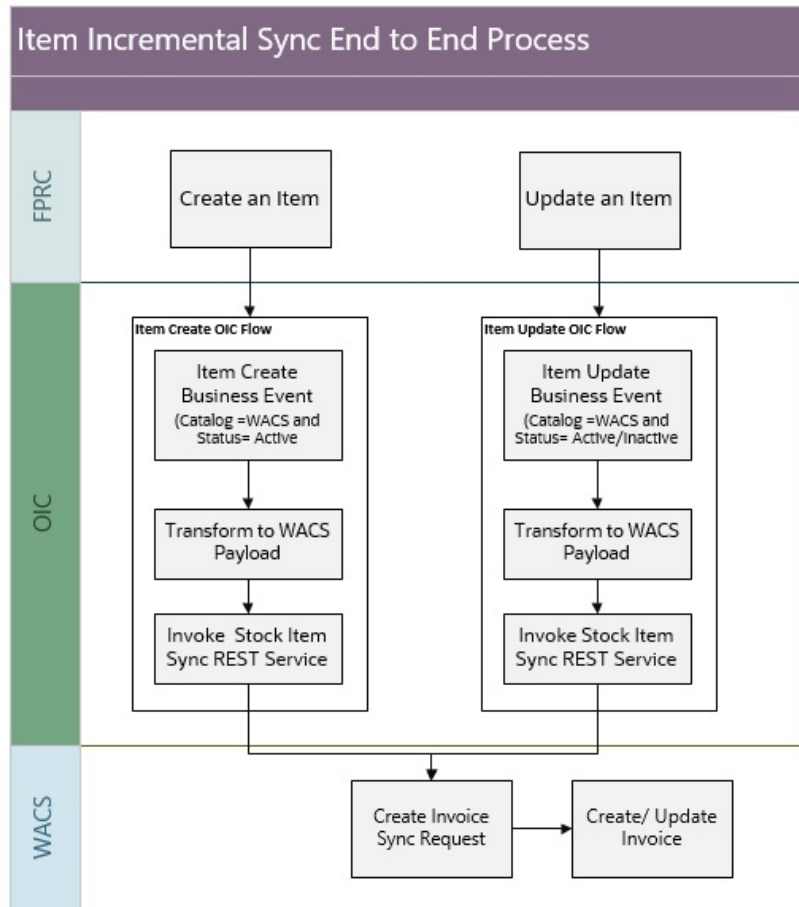 Item Incremental Sync End to End Process
FPRC
Create an Item
Update an Item
OIC
Item Create OIC Flow
Item Create
Business Event
(Catalog =WACS and
Status= Active
Transform to WACS
Payload
Invoke Stock Item
Sync REST Service
Item Update OIC Flow
Item Update
Business Event
(Catalog =WACS and
Status= Active/Inactive
Transform to WACS
Payload
Invoke Stock Item
Sync REST Service
WACS
Create Invoice
Sync Request
Create/ Update
Invoice